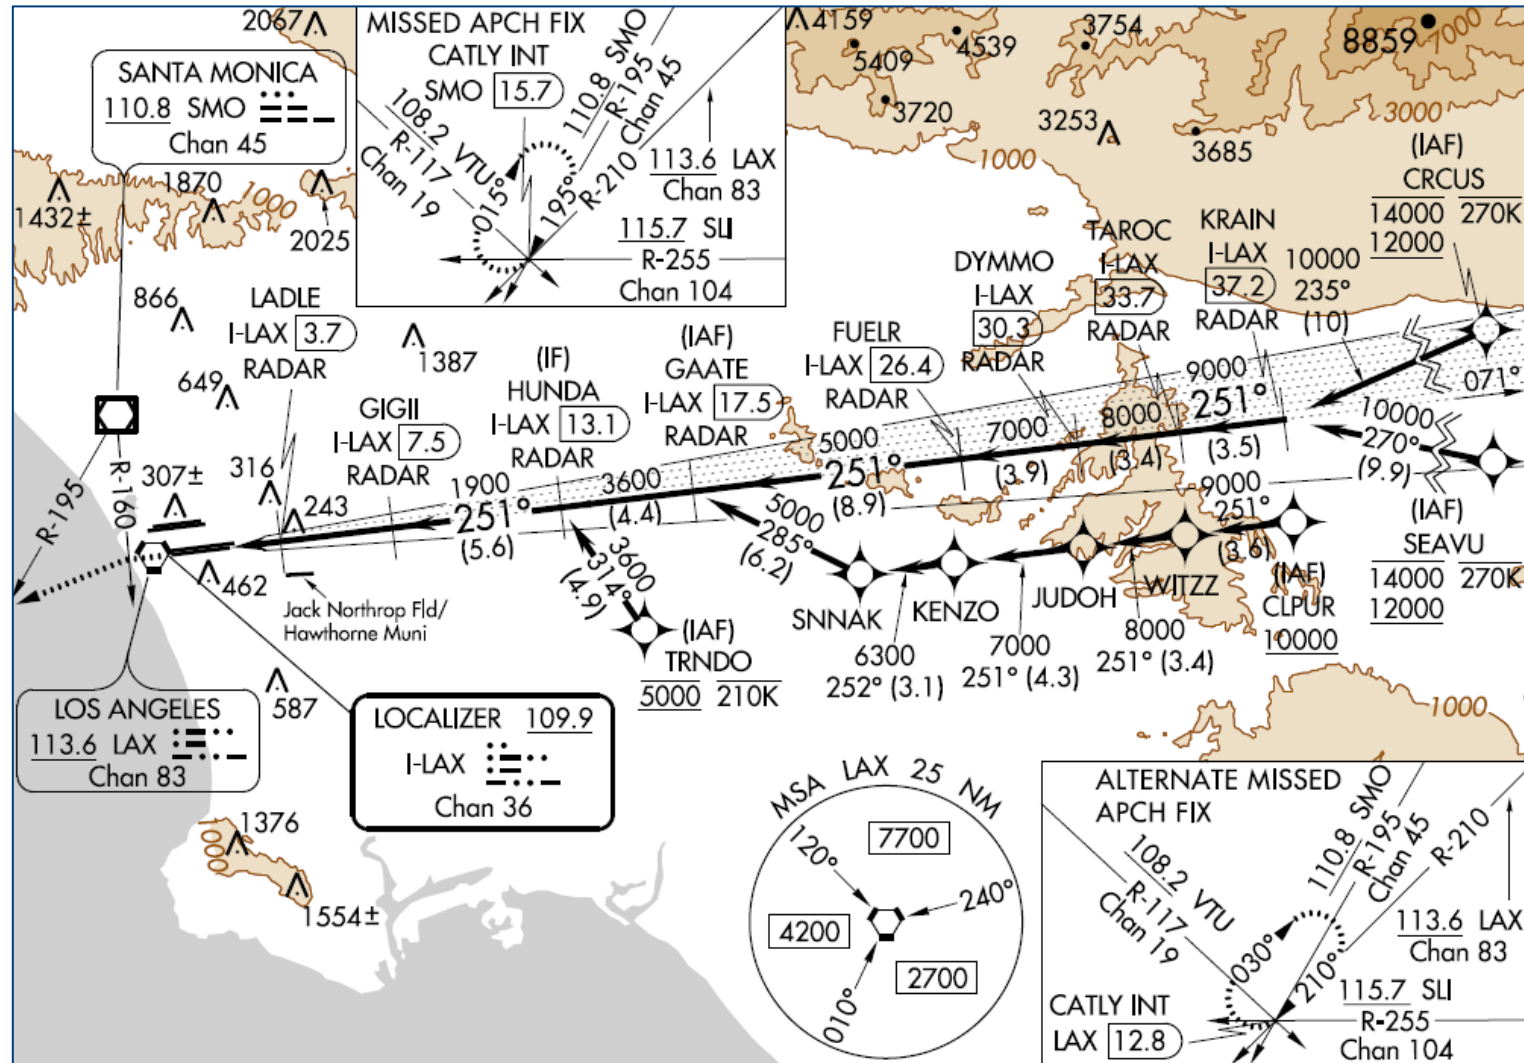 2067
SANTA MONICA
110.8 SMO
Chan 45
1432±
1870
1000
2025
MISSED APCH FIX
CATLY INT
SMO 15.7
110.8 SMO
R-195
Chan 45
108.2 VTU
R-117
Chan 19
R-210
113.6 LAX
Chan 83
015°
195°
115.7 SLI
R-255
Chan 104
4159
5409
4539
3754
3720
3253
3685
8859
7000
3000
1000
(IAF)
CRCUS
14000 270K
12000
KRAIN
I-LAX
37.2
RADAR
TAROC
I-LAX
33.7
RADAR
DYMMO
I-LAX
30.3
RADAR
FUELR
I-LAX 26.4
RADAR
(IAF)
GAATE
I-LAX 17.5
RADAR
(IF)
HUNDA
I-LAX 13.1
RADAR
GIGII
I-LAX 7.5
RADAR
LADLE
I-LAX 3.7
RADAR
866
649
1387
10000
235°
(10)
071°
9000
251°
(3.5)
8000
(3.4)
7000
(3.9)
5000
251°
(8.9)
3600
(4.4)
1900
251°
(5.6)
10000
270°
(9.9)
R-195
R-160
307±
316
243
462
587
Jack Northrop Fld/
Hawthorne Muni
3600
314°
(4.9)
(IAF)
TRNDO
5000 210K
5000
285°
(6.2)
SNNAK
6300
252° (3.1)
KENZO
7000
251° (4.3)
JUDOH
8000
251° (3.4)
WITZZ
9000
251°
(3.6)
(IAF)
CLPUR
10000
(IAF)
SEAVU
14000 270K
12000
1000
LOS ANGELES
113.6 LAX
Chan 83
LOCALIZER 109.9
I-LAX
Chan 36
1376
1000
1554±
MSA LAX 25 NM
120°
7700
240°
4200
2700
010°
ALTERNATE MISSED
APCH FIX
110.8 SMO
R-195
Chan 45
R-210
108.2 VTU
R-117
Chan 19
113.6 LAX
Chan 83
030°
210°
CATLY INT
LAX 12.8
115.7 SLI
R-255
Chan 104